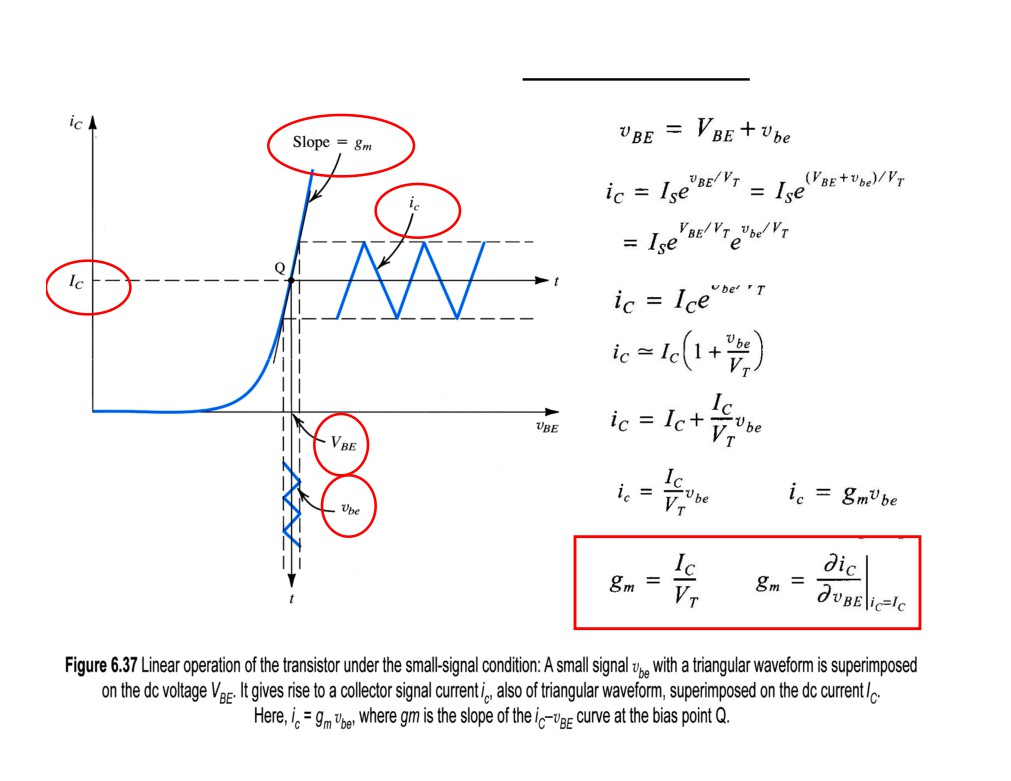 i_C
Slope = g_m
i_c
Q
I_C
t
v_BE
V_BE
v_be
t
v_BE = V_BE + v_be
i_C = I_S e^{v_BE/V_T} = I_S e^{(V_BE+v_be)/V_T}
= I_S e^{V_BE/V_T} e^{v_be/V_T}
i_C = I_C e^{v_be/V_T}
i_C ≃ I_C(1 + v_be/V_T)
i_C = I_C + I_C/V_T v_be
i_c = I_C/V_T v_be i_c = g_m v_be
g_m = I_C/V_T g_m = ∂i_C/∂v_BE |_{i_C=I_C}
Figure 6.37 Linear operation of the transistor under the small-signal condition: A small signal v_be with a triangular waveform is superimposed
on the dc voltage V_BE. It gives rise to a collector signal current i_c, also of triangular waveform, superimposed on the dc current I_C.
Here, i_c = g_m v_be, where gm is the slope of the i_C–v_BE curve at the bias point Q.